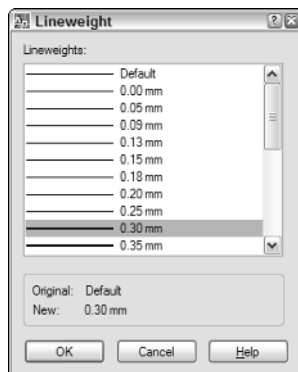 Lineweight
Lineweights:
Default
0.00 mm
0.05 mm
0.09 mm
0.13 mm
0.15 mm
0.18 mm
0.20 mm
0.25 mm
0.30 mm
0.35 mm
Original: Default
New: 0.30 mm
OK Cancel Help